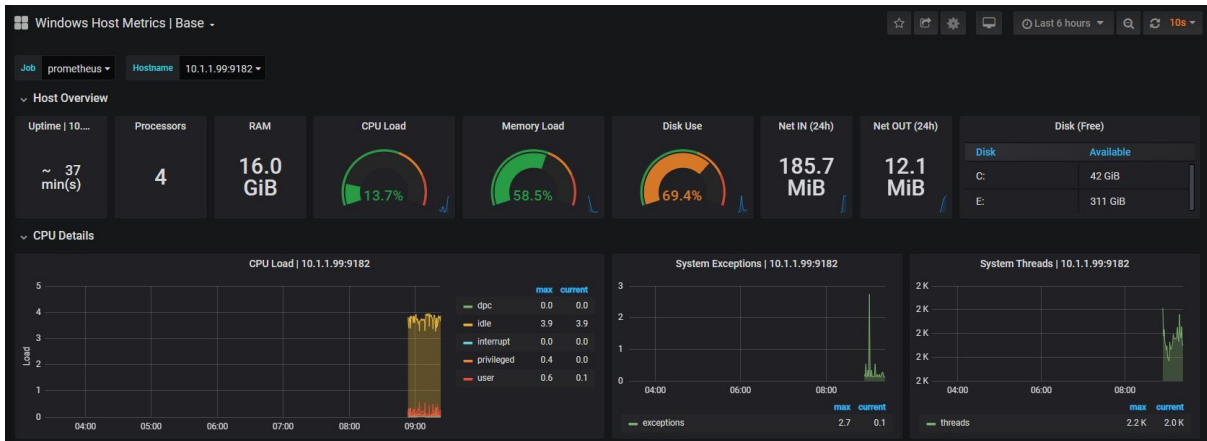 Windows Host Metrics | Base
Last 6 hours
10s
Job prometheus
Hostname 10.1.1.99:9182
Host Overview
Uptime | 10....
~ 37
min(s)
Processors
4
RAM
16.0
GiB
CPU Load
13.7%
Memory Load
58.5%
Disk Use
69.4%
Net IN (24h)
185.7
MiB
Net OUT (24h)
12.1
MiB
Disk (Free)
Disk Available
C: 42 GiB
E: 311 GiB
CPU Details
CPU Load | 10.1.1.99:9182
Load
5
4
3
2
1
0
04:00 05:00 06:00 07:00 08:00 09:00
max current
dpc 0.0 0.0
idle 3.9 3.9
interrupt 0.0 0.0
privileged 0.4 0.0
user 0.6 0.1
System Exceptions | 10.1.1.99:9182
3
2
1
0
04:00 06:00 08:00
max current
exceptions 2.7 0.1
System Threads | 10.1.1.99:9182
2 K
2 K
2 K
2 K
2 K
04:00 06:00 08:00
max current
threads 2.2 K 2.0 K